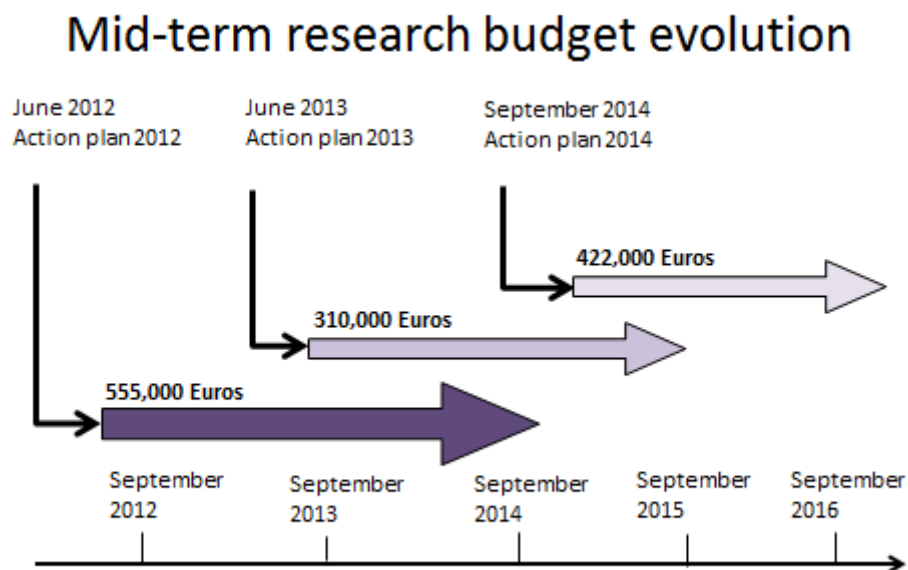 Mid-term research budget evolution
June 2012
Action plan 2012
June 2013
Action plan 2013
September 2014
Action plan 2014
422,000 Euros
310,000 Euros
555,000 Euros
September
2012
September
2013
September
2014
September
2015
September
2016